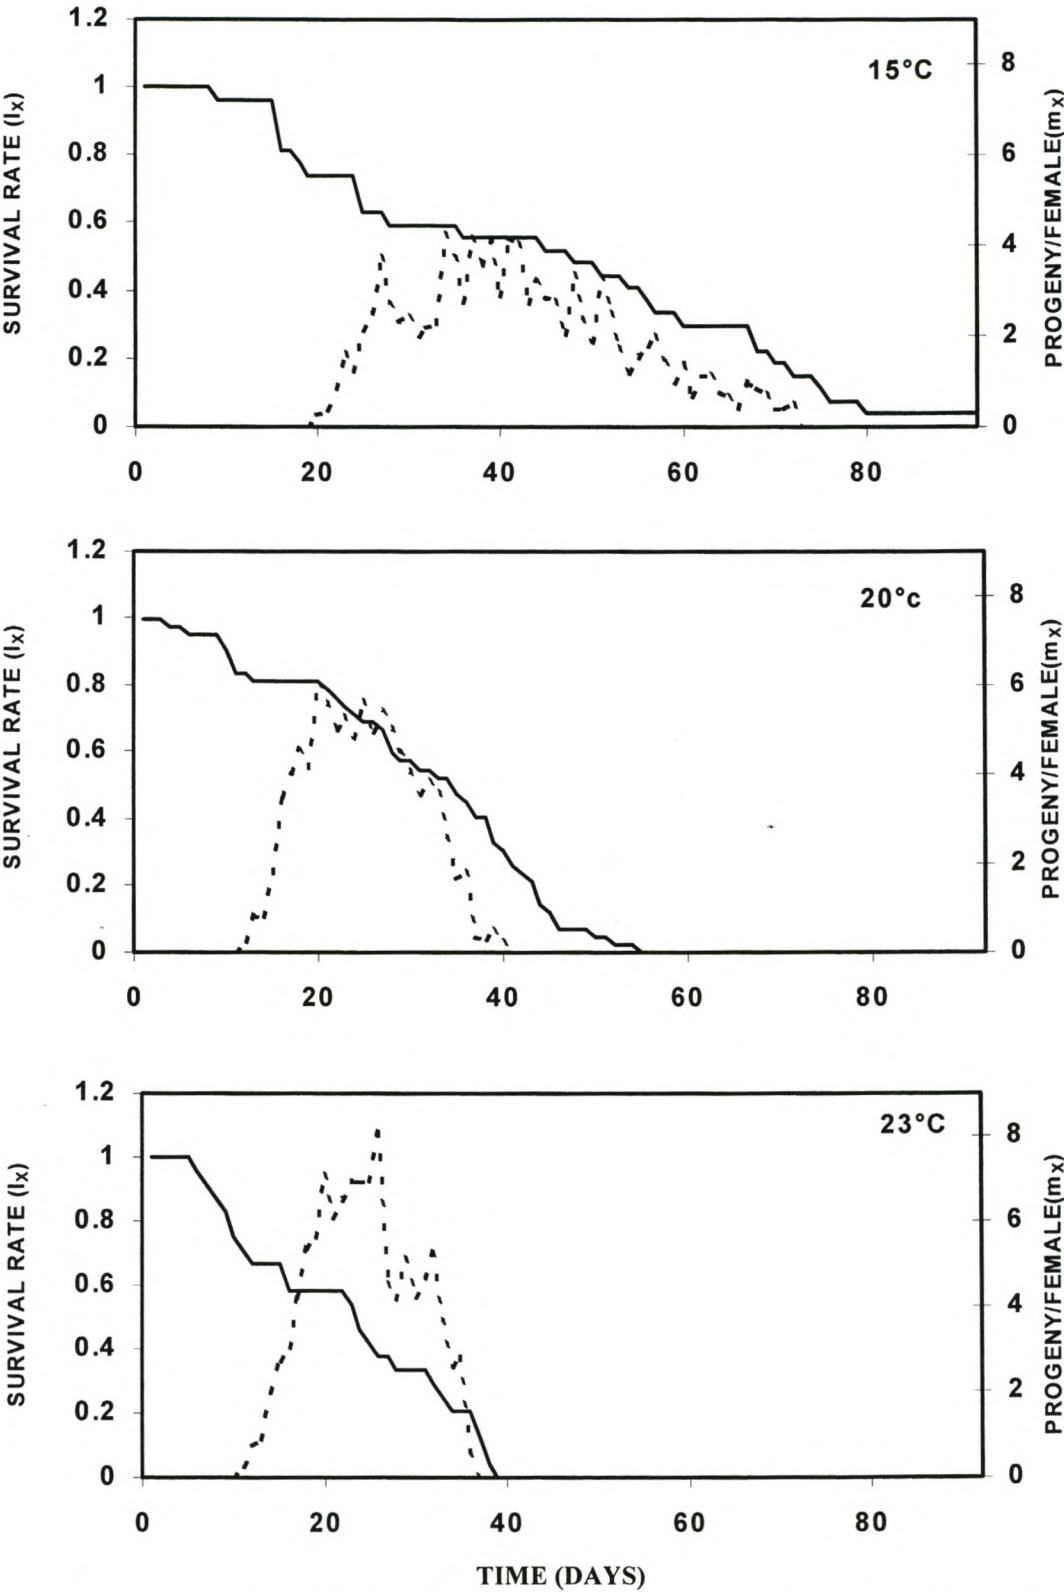 1.2
1
0.8
0.6
0.4
0.2
0
SURVIVAL RATE (lx)
15°C
8
6
4
2
0
PROGENY/FEMALE(mx)
0 20 40 60 80
1.2
1
0.8
0.6
0.4
0.2
0
SURVIVAL RATE (lx)
20°c
8
6
4
2
0
PROGENY/FEMALE(mx)
0 20 40 60 80
1.2
1
0.8
0.6
0.4
0.2
0
SURVIVAL RATE (lx)
23°C
8
6
4
2
0
PROGENY/FEMALE(mx)
0 20 40 60 80
TIME (DAYS)